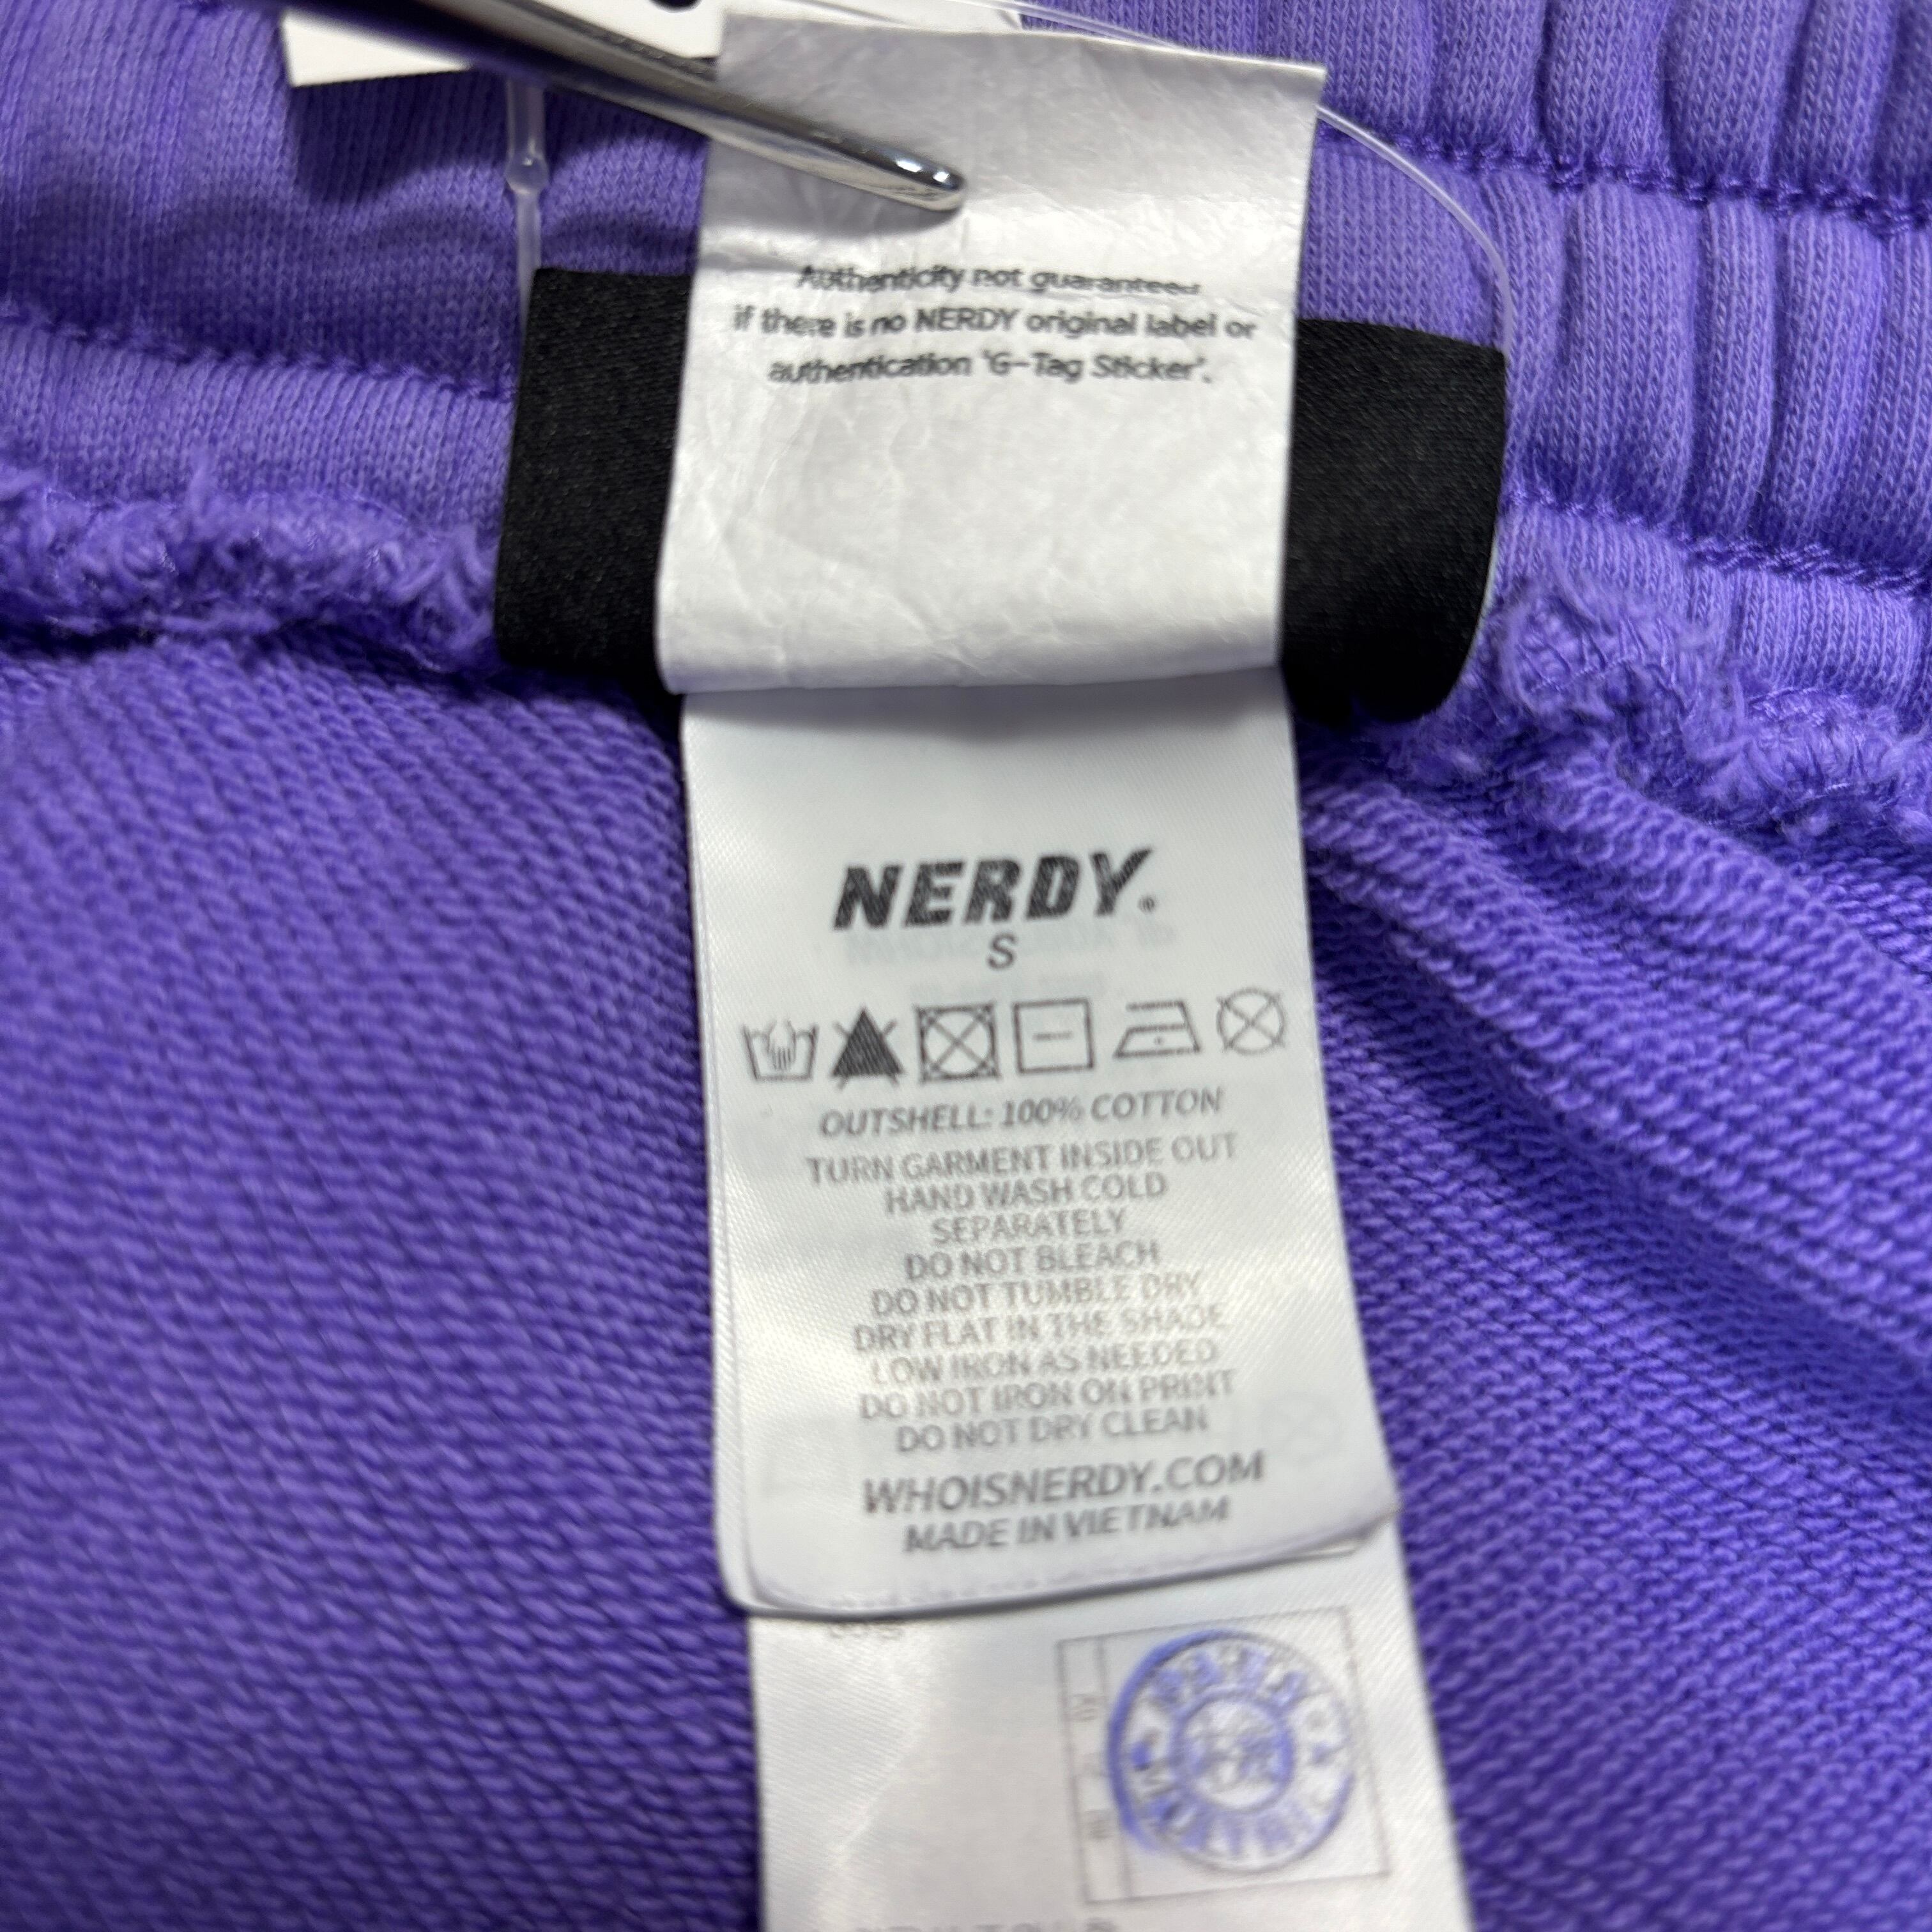 Authenticity not guaranteed
if there is no NERDY original label or
authentication 'G-Tag Sticker'.
NERDY.
S
OUTSHELL: 100% COTTON
TURN GARMENT INSIDE OUT
HAND WASH COLD
SEPARATELY
DO NOT BLEACH
DO NOT TUMBLE DRY
DRY FLAT IN THE SHADE
LOW IRON AS NEEDED
DO NOT IRON ON PRINT
DO NOT DRY CLEAN
WHOISNERDY.COM
MADE IN VIETNAM